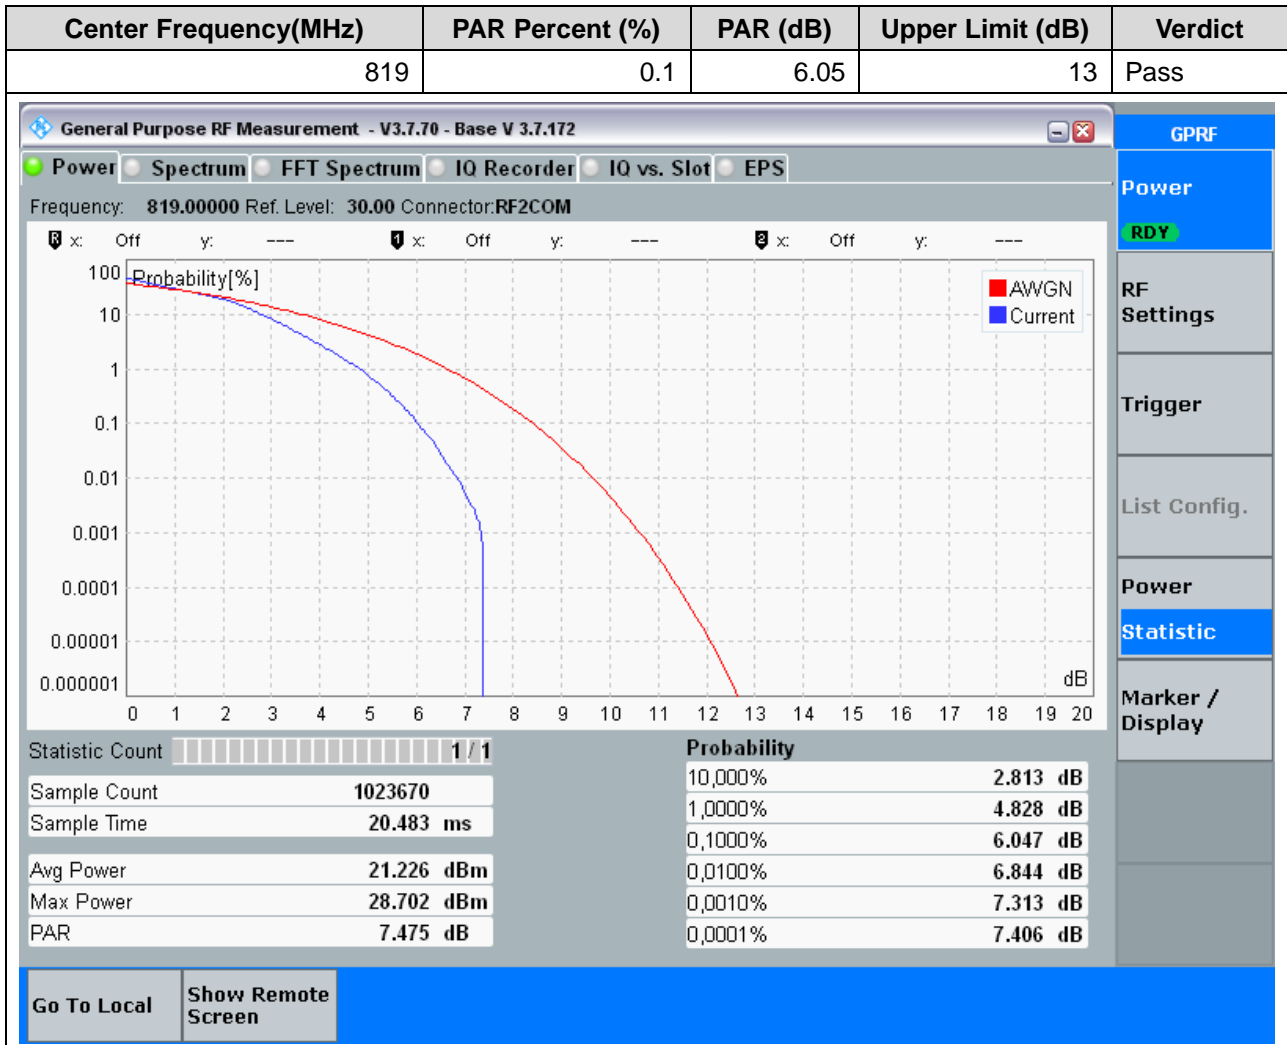 Center Frequency(MHz) PAR Percent (%) PAR (dB) Upper Limit (dB) Verdict
819 0.1 6.05 13 Pass
General Purpose RF Measurement - V3.7.70 - Base V 3.7.172
GPRF
Power Spectrum FFT Spectrum IQ Recorder IQ vs. Slot EPS
Power
RDY
Frequency: 819.00000 Ref. Level: 30.00 Connector:RF2COM
R x: Off y: --- 1 x: Off y: --- 2 x: Off y: ---
Probability[%]
AWGN
Current
100
10
1
0.1
0.01
0.001
0.0001
0.00001
0.000001
dB
0 1 2 3 4 5 6 7 8 9 10 11 12 13 14 15 16 17 18 19 20
RF
Settings
Trigger
List Config.
Power
Statistic
Marker /
Display
Statistic Count 1 / 1
Sample Count 1023670
Sample Time 20.483 ms
Avg Power 21.226 dBm
Max Power 28.702 dBm
PAR 7.475 dB
Probability
10,000% 2.813 dB
1,0000% 4.828 dB
0,1000% 6.047 dB
0,0100% 6.844 dB
0,0010% 7.313 dB
0,0001% 7.406 dB
Go To Local
Show Remote
Screen